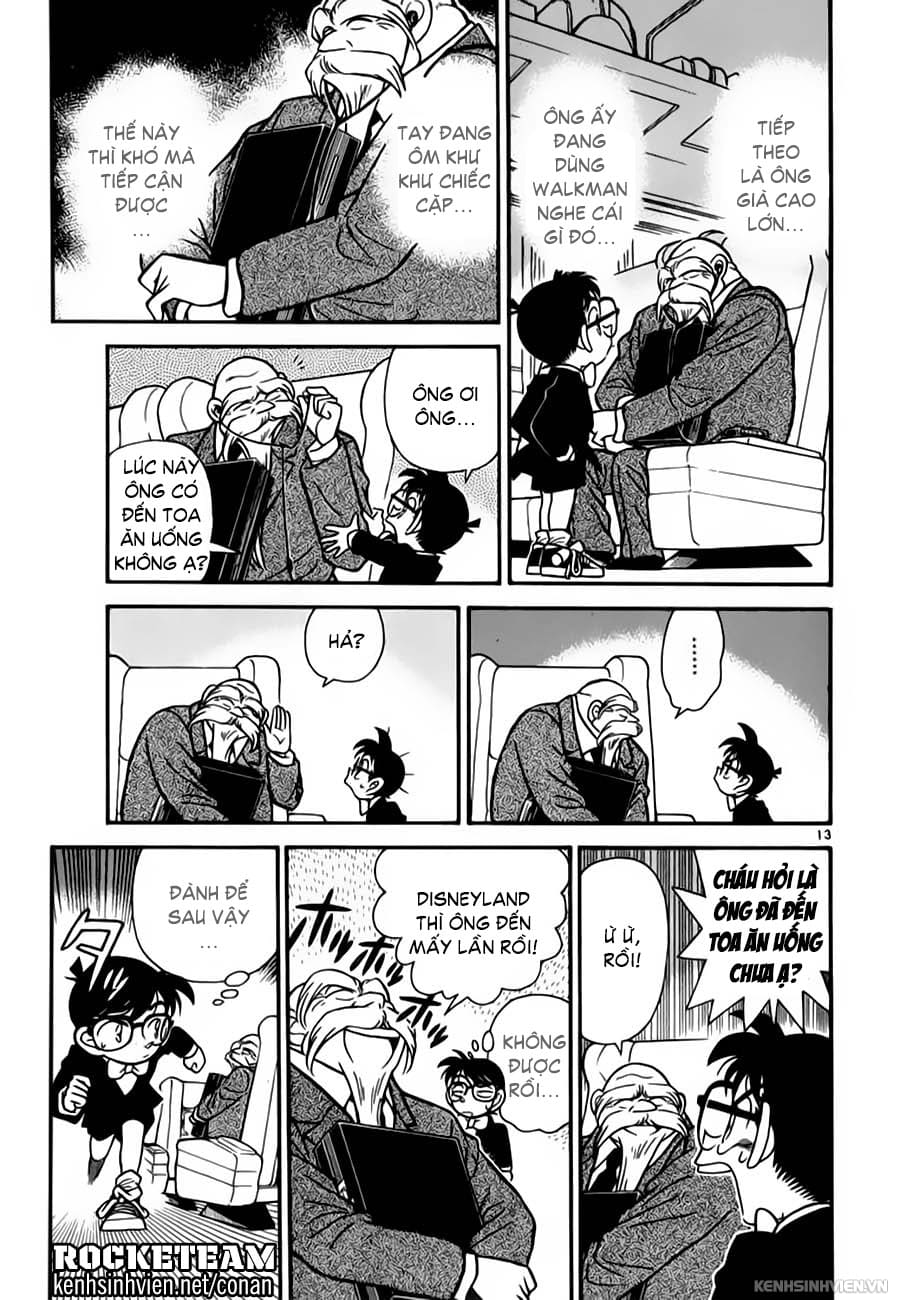 TIẾP
THEO
LÀ ÔNG
GIÀ CAO
LỚN...
ÔNG ẤY
ĐANG
DÙNG
WALKMAN
NGHE CÁI
GÌ ĐÓ...
TAY ĐANG
ÔM KHƯ
KHƯ CHIẾC
CẶP...
THẾ NÀY
THÌ KHÓ MÀ
TIẾP CẬN
ĐƯỢC
...
ÔNG ƠI
ÔNG...
LÚC NÀY
ÔNG CÓ
ĐẾN TOA
ĂN UỐNG
KHÔNG Ạ?
......
HẢ?
13
CHÁU HỎI LÀ
ÔNG ĐÃ ĐẾN
TOA ĂN UỐNG
CHƯA Ạ?
Ừ Ừ,
RỒI!
DISNEYLAND
THÌ ÔNG ĐẾN
MẤY LẦN RỒI!
KHÔNG
ĐƯỢC
RỒI...
ĐÀNH ĐỂ
SAU VẬY
...
ROCKETEAM
kenhsinhvien.net/conan
KENHSINHVIEN.VN